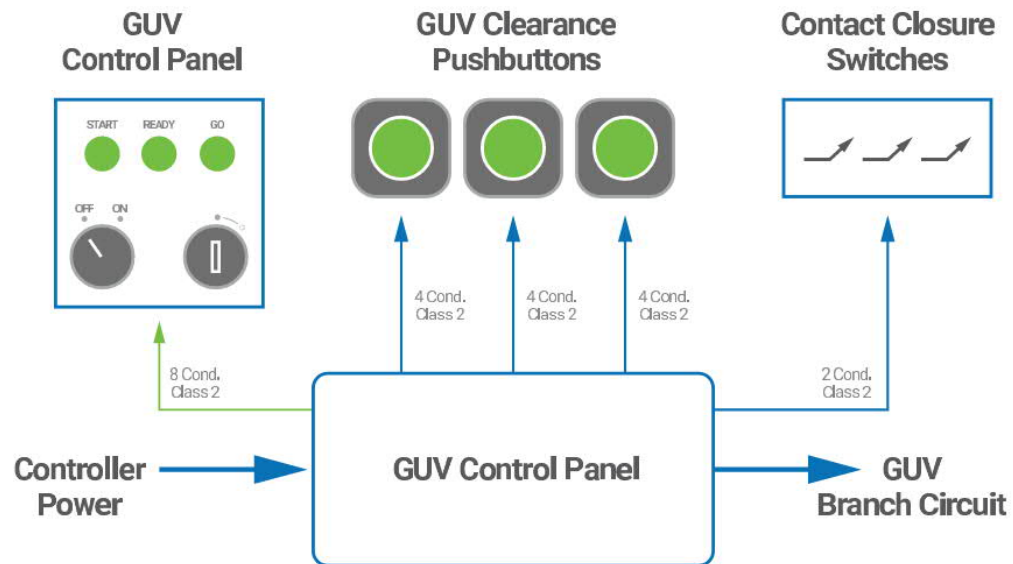 GUV
Control Panel
GUV Clearance
Pushbuttons
Contact Closure
Switches
START READY GO
OFF ON
4 Cond.
Class 2
4 Cond.
Class 2
4 Cond.
Class 2
8 Cond.
Class 2
2 Cond.
Class 2
Controller
Power
GUV Control Panel
GUV
Branch Circuit